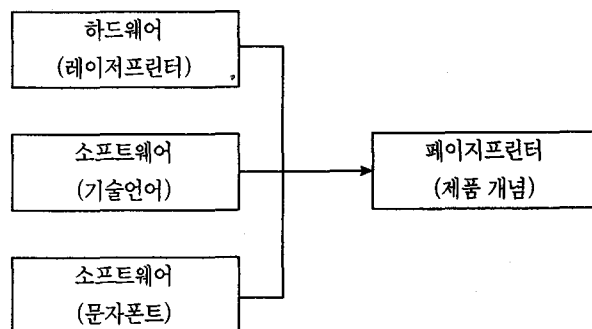 하드웨어
(레이저프린터)
소프트웨어
(기술언어)
소프트웨어
(문자폰트)
페이지프린터
(제품 개념)